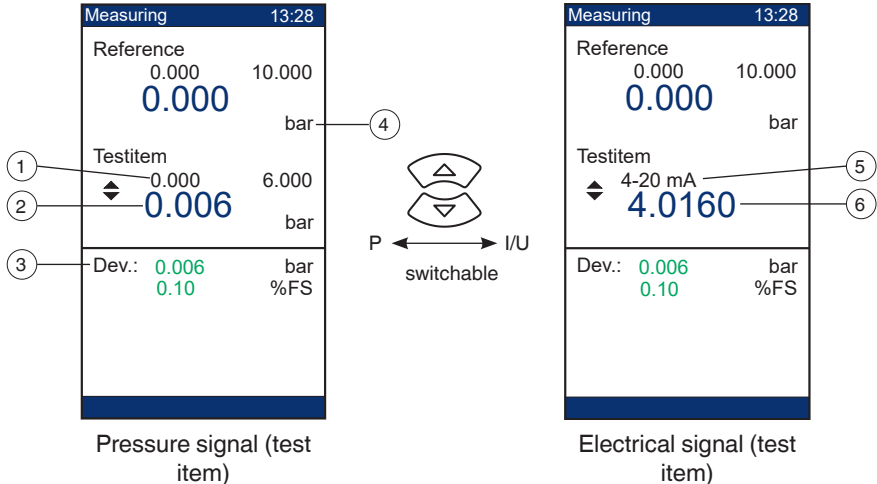 Measuring 13:28
Reference
0.000 10.000
0.000
bar
4
Testitem
1
0.000 6.000
2
0.006
bar
3
Dev.: 0.006 bar
0.10 %FS
Pressure signal (test
item)
P I/U
switchable
Measuring 13:28
Reference
0.000 10.000
0.000
bar
Testitem
4-20 mA
5
4.0160
6
Dev.: 0.006 bar
0.10 %FS
Electrical signal (test
item)